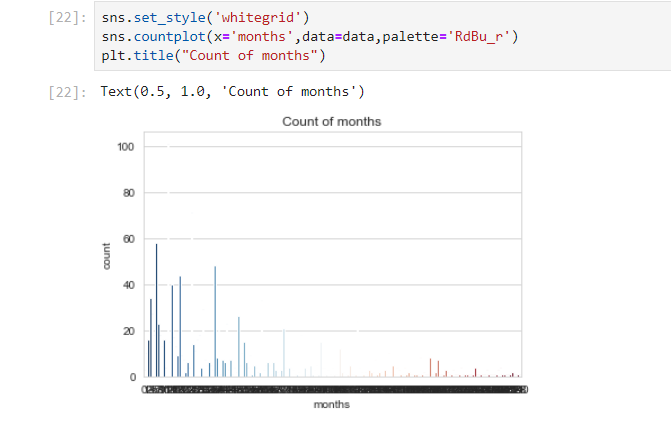 [22]: sns.set_style('whitegrid')
sns.countplot(x='months',data=data,palette='RdBu_r')
plt.title("Count of months")
[22]: Text(0.5, 1.0, 'Count of months')
Count of months
100
80
60
40
20
0
count
months